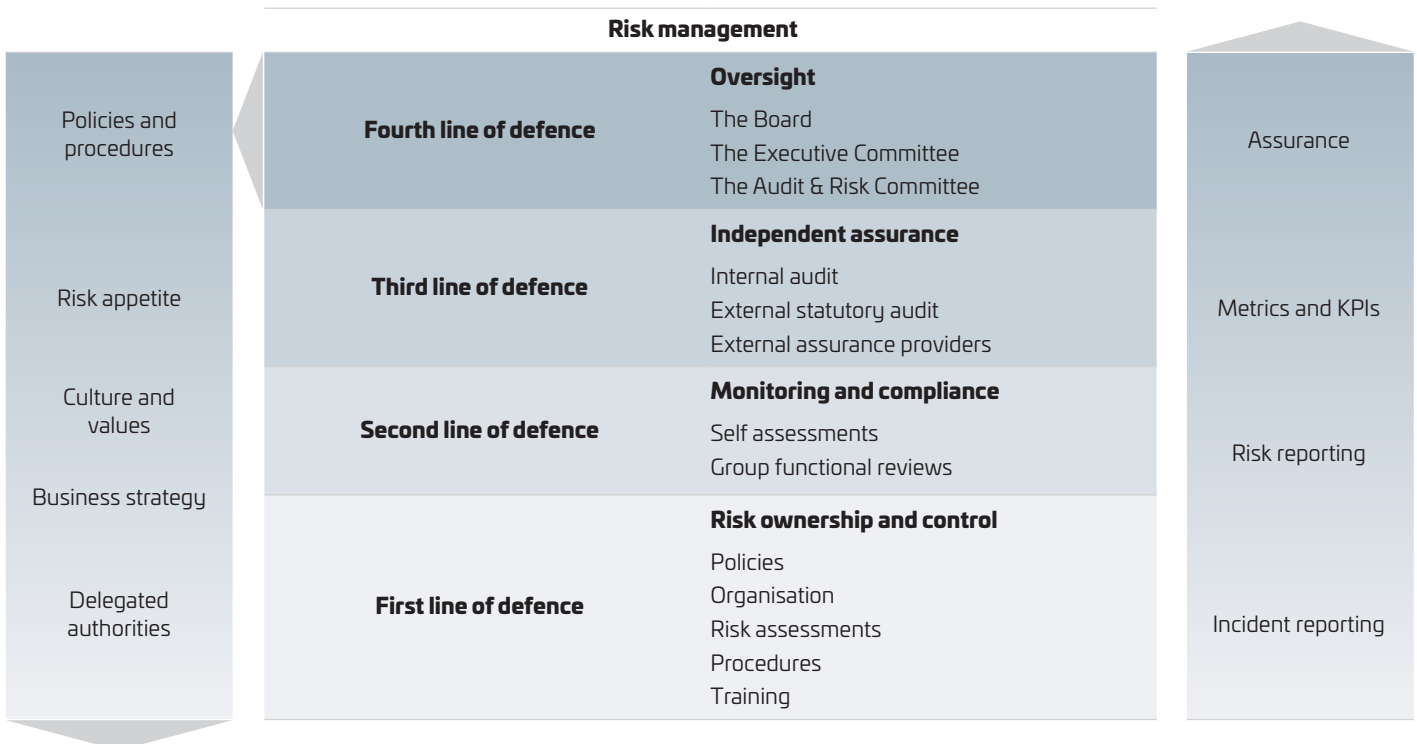 Risk management
Policies and
procedures
Risk appetite
Culture and
values
Business strategy
Delegated
authorities
Fourth line of defence
Oversight
The Board
The Executive Committee
The Audit & Risk Committee
Third line of defence
Independent assurance
Internal audit
External statutory audit
External assurance providers
Second line of defence
Monitoring and compliance
Self assessments
Group functional reviews
First line of defence
Risk ownership and control
Policies
Organisation
Risk assessments
Procedures
Training
Assurance
Metrics and KPIs
Risk reporting
Incident reporting